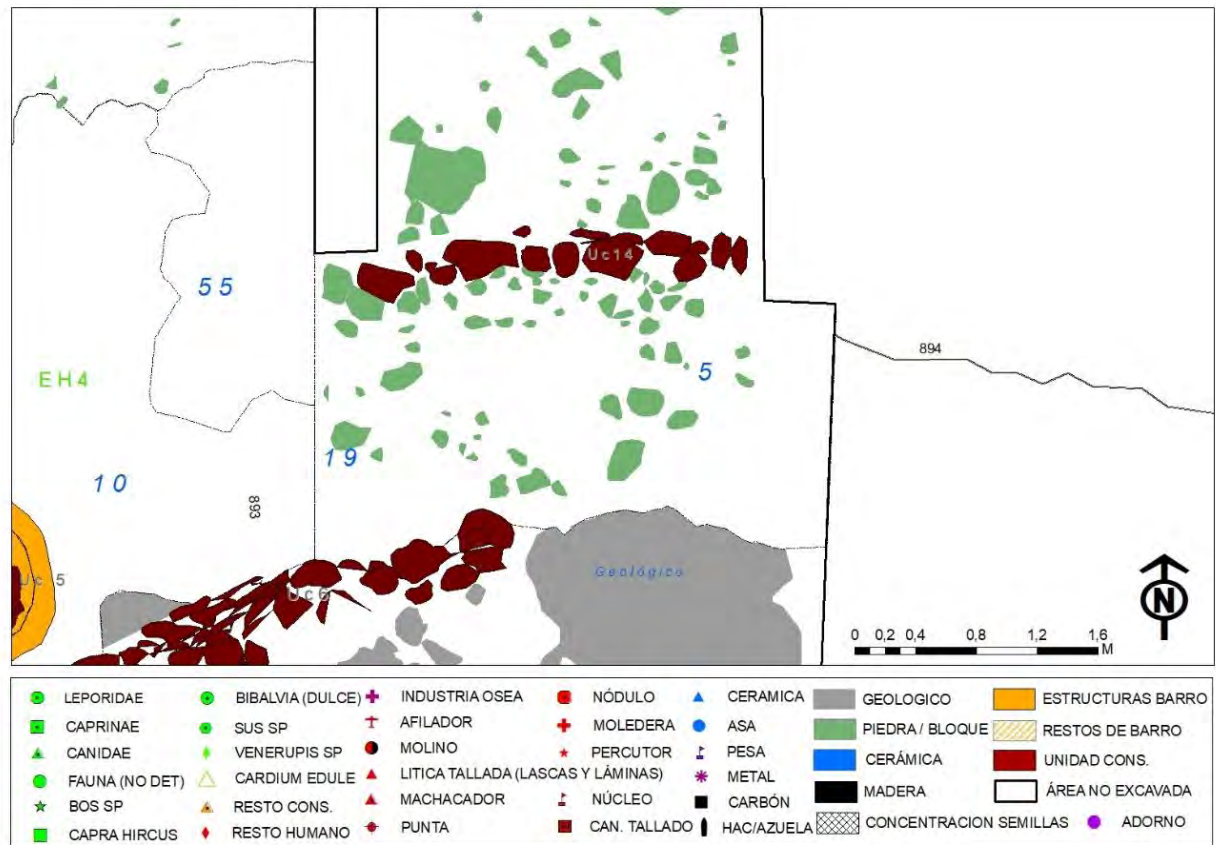 Uc14
55
894
EH4
5
19
10
893
Geológico
Uc 5
Uc6
N
0 0,2 0,4 0,8 1,2 1,6
M
LEPORIDAE
CAPRINAE
CANIDAE
FAUNA (NO DET)
BOS SP
CAPRA HIRCUS
BIBALVIA (DULCE)
SUS SP
VENERUPIS SP
CARDIUM EDULE
RESTO CONS.
RESTO HUMANO
INDUSTRIA OSEA
AFILADOR
MOLINO
LITICA TALLADA (LASCAS Y LÁMINAS)
MACHACADOR
PUNTA
NÓDULO
MOLEDERA
PERCUTOR
NÚCLEO
CAN. TALLADO
CERAMICA
ASA
PESA
METAL
CARBÓN
HAC/AZUELA
GEOLOGICO
PIEDRA / BLOQUE
CERÁMICA
MADERA
CONCENTRACION SEMILLAS
ESTRUCTURAS BARRO
RESTOS DE BARRO
UNIDAD CONS.
ÁREA NO EXCAVADA
ADORNO